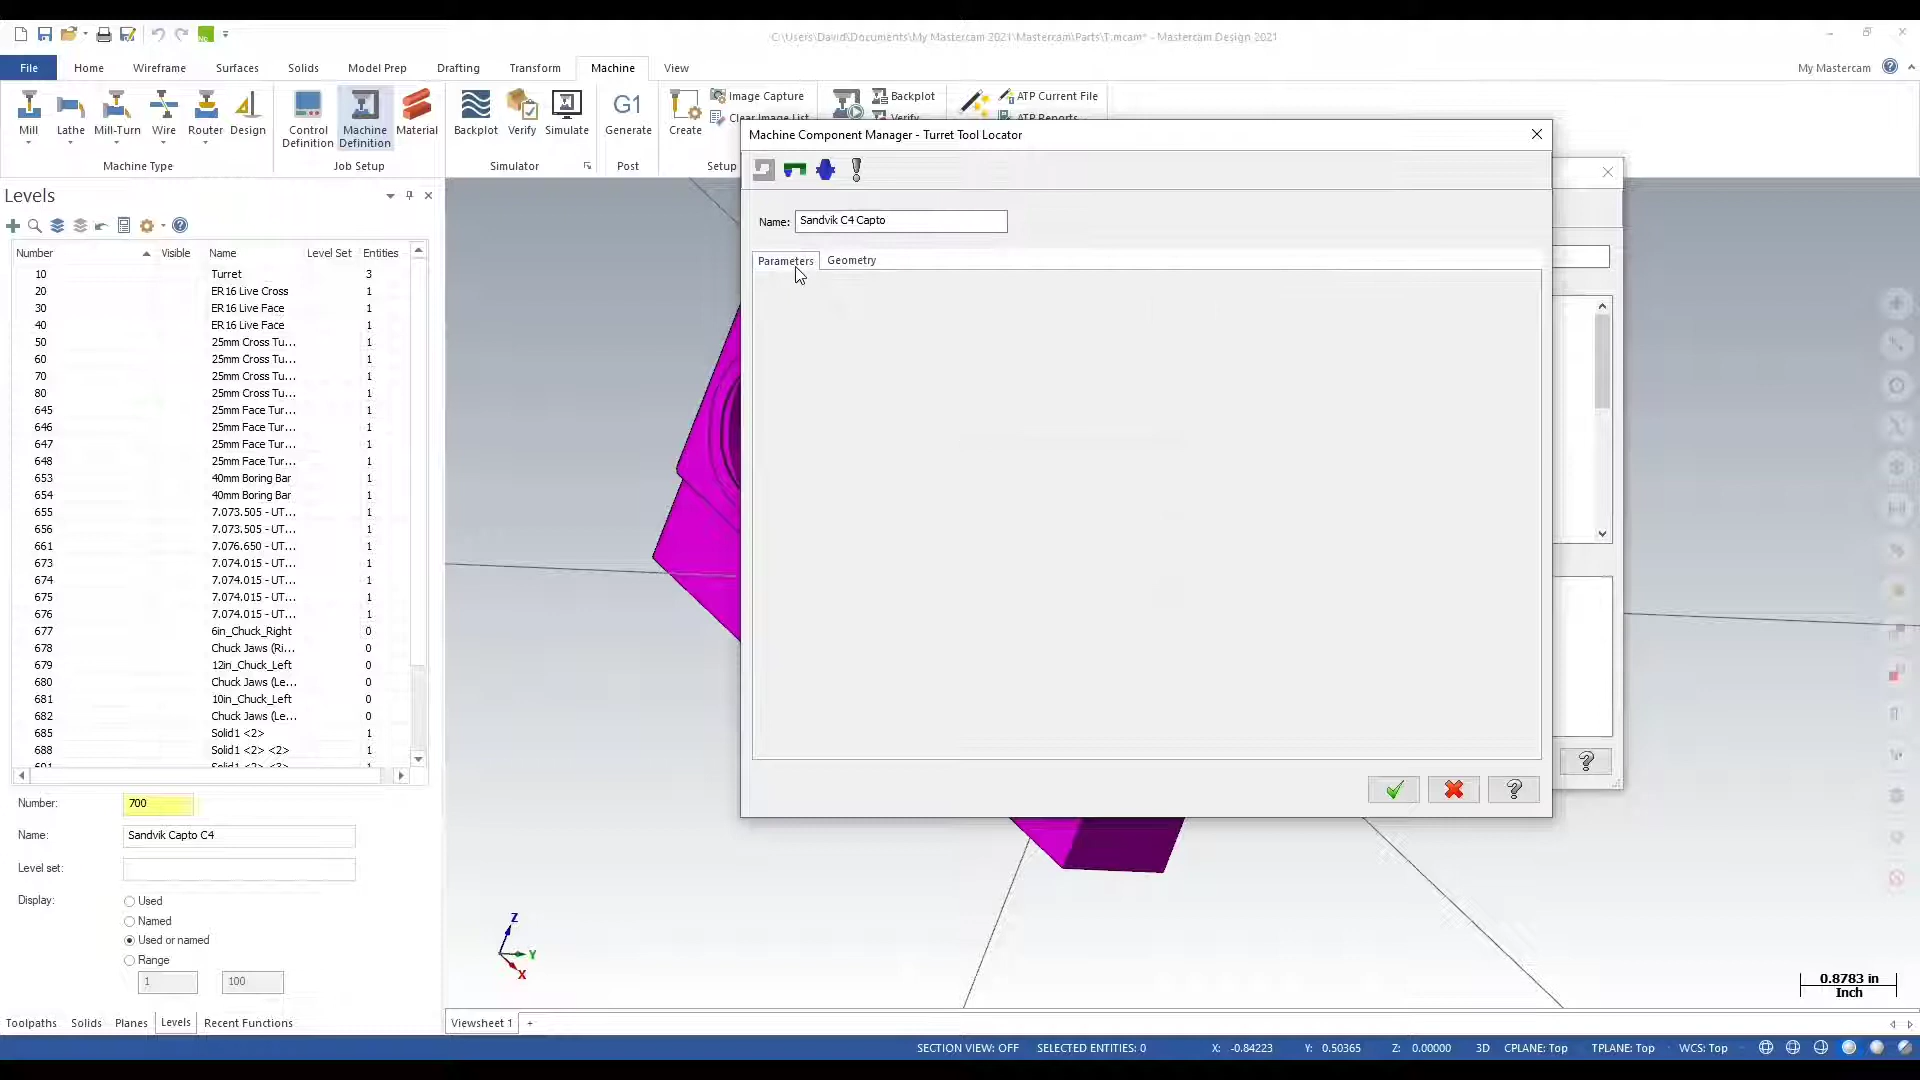 C:\Users\David\Documents\My Mastercam 2021\Mastercam\Parts\T.mcam* - Mastercam Design 2021
File Home Wireframe Surfaces Solids Model Prep Drafting Transform Machine View My Mastercam
Mill Lathe Mill-Turn Wire Router Design
Machine Type
Control Definition Machine Definition Material
Job Setup
Backplot Verify Simulate
Simulator
G1
Generate
Post
Create Image Capture
Clear Image List
Setup
Backplot
Verify
ATP Current File
ATP Reports
Machine Component Manager - Turret Tool Locator
Name: Sandvik C4 Capto
Parameters Geometry
Levels
Number Visible Name Level Set Entities
10 Turret 3
20 ER16 Live Cross 1
30 ER16 Live Face 1
40 ER16 Live Face 1
50 25mm Cross Tu... 1
60 25mm Cross Tu... 1
70 25mm Cross Tu... 1
80 25mm Cross Tu... 1
645 25mm Face Tur... 1
646 25mm Face Tur... 1
647 25mm Face Tur... 1
648 25mm Face Tur... 1
653 40mm Boring Bar 1
654 40mm Boring Bar 1
655 7.073.505 - UT... 1
656 7.073.505 - UT... 1
661 7.076.650 - UT... 1
673 7.074.015 - UT... 1
674 7.074.015 - UT... 1
675 7.074.015 - UT... 1
676 7.074.015 - UT... 1
677 6in_Chuck_Right 0
678 Chuck Jaws (Ri... 0
679 12in_Chuck_Left 0
680 Chuck Jaws (Le... 0
681 10in_Chuck_Left 0
682 Chuck Jaws (Le... 0
685 Solid1 <2> 1
688 Solid1 <2> <2> 1
691 Solid1 <2> <3> 1
Number: 700
Name: Sandvik Capto C4
Level set:
Display: Used
Named
Used or named
Range
1 100
Z
Y
X
0.8783 in
Inch
Toolpaths Solids Planes Levels Recent Functions
Viewsheet 1 +
SECTION VIEW: OFF SELECTED ENTITIES: 0 X: -0.84223 Y: 0.50365 Z: 0.00000 3D CPLANE: Top TPLANE: Top WCS: Top